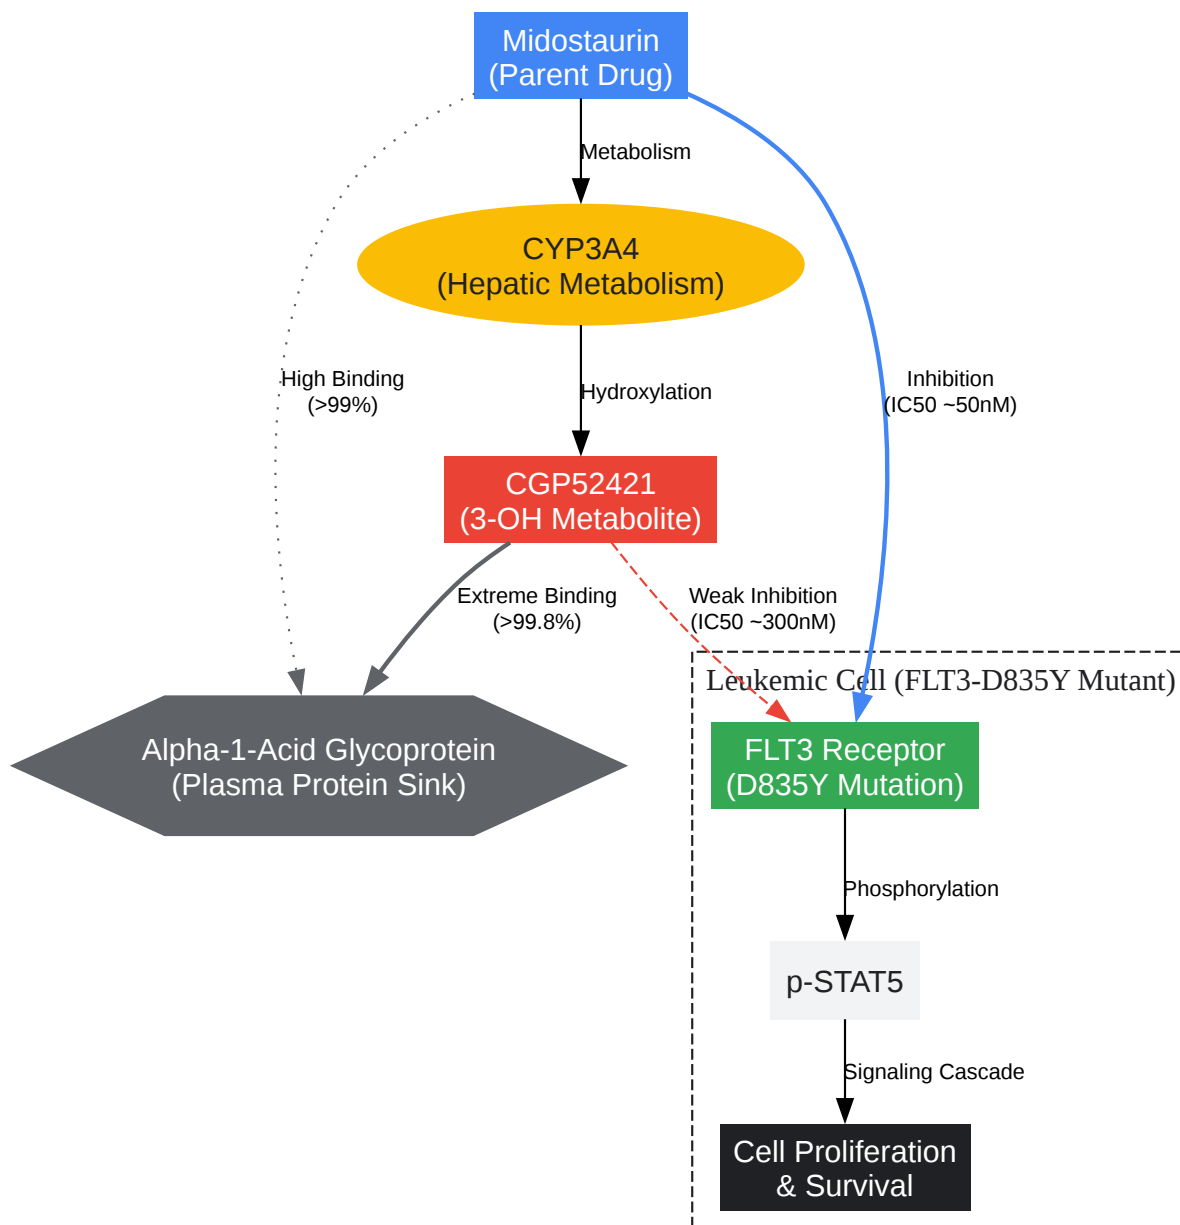 Midostaurin
(Parent Drug)
Metabolism
CYP3A4
(Hepatic Metabolism)
High Binding
(>99%)
Hydroxylation
Inhibition
(IC50 ~50nM)
CGP52421
(3-OH Metabolite)
Extreme Binding
(>99.8%)
Weak Inhibition
(IC50 ~300nM)
Leukemic Cell (FLT3-D835Y Mutant)
Alpha-1-Acid Glycoprotein
(Plasma Protein Sink)
FLT3 Receptor
(D835Y Mutation)
Phosphorylation
p-STAT5
Signaling Cascade
Cell Proliferation
& Survival